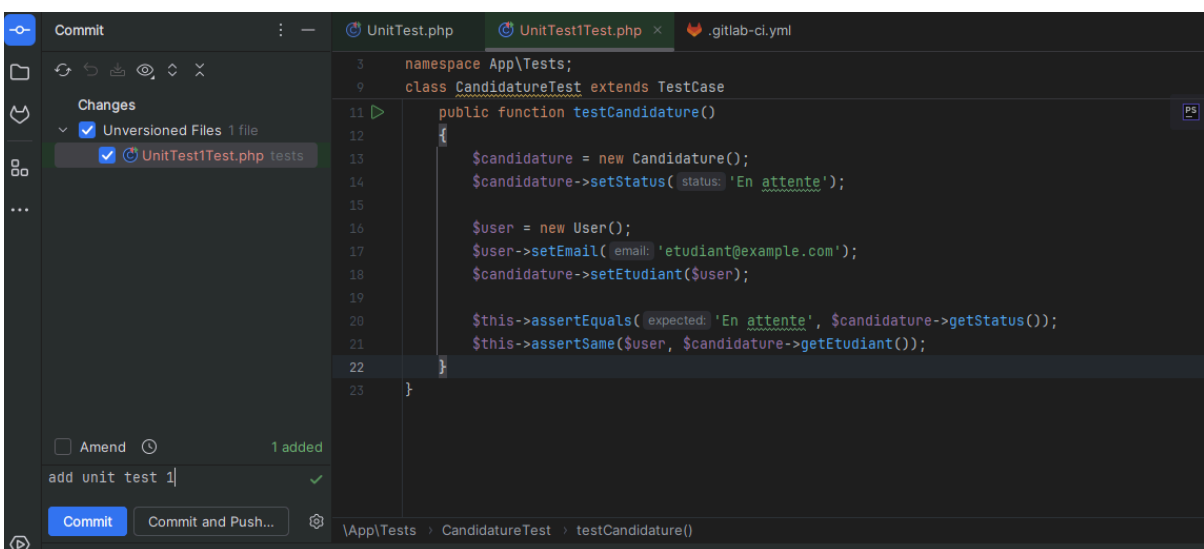 Commit
Changes
Unversioned Files 1 file
UnitTest1Test.php tests
Amend
1 added
add unit test 1
Commit
Commit and Push...
UnitTest.php
UnitTest1Test.php
.gitlab-ci.yml
3 namespace App\Tests;
9 class CandidatureTest extends TestCase
11 public function testCandidature()
12 {
13 $candidature = new Candidature();
14 $candidature->setStatus( status: 'En attente');
15
16 $user = new User();
17 $user->setEmail( email: 'etudiant@example.com');
18 $candidature->setEtudiant($user);
19
20 $this->assertEquals( expected: 'En attente', $candidature->getStatus());
21 $this->assertSame($user, $candidature->getEtudiant());
22 }
23 }
PS
\App\Tests › CandidatureTest › testCandidature()